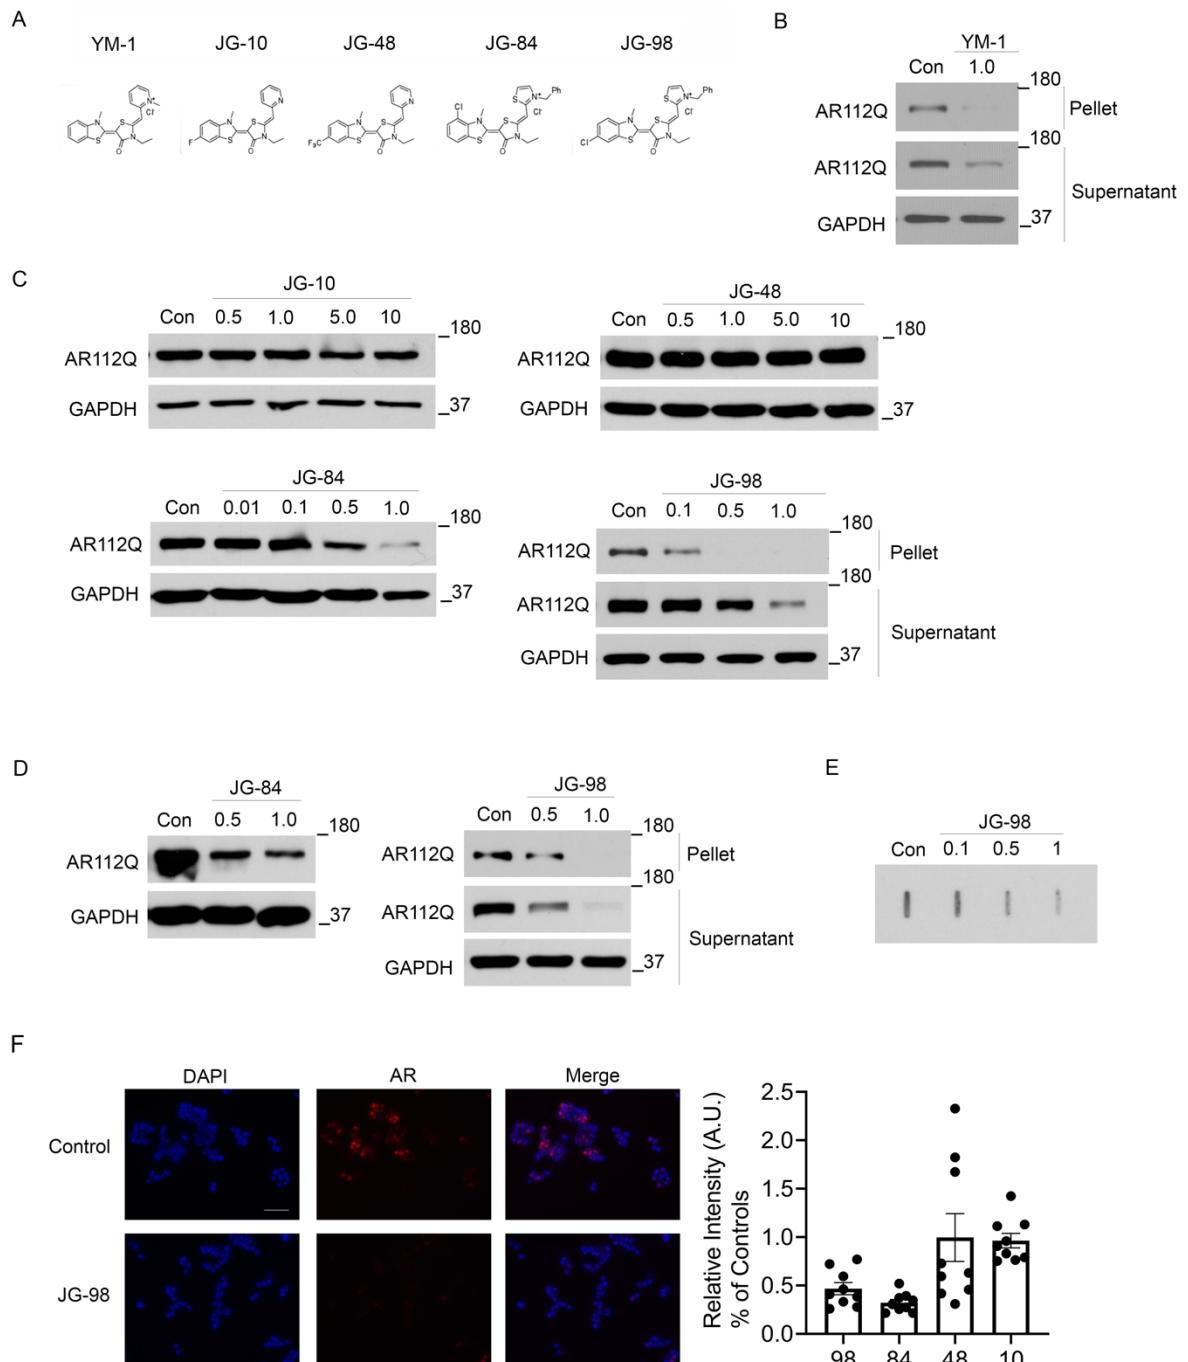 A
YM-1 JG-10 JG-48 JG-84 JG-98
B
YM-1
Con 1.0
180
AR112Q
Pellet
180
AR112Q
Supernatant
GAPDH
37
C
JG-10
Con 0.5 1.0 5.0 10
180
AR112Q
GAPDH
37
JG-48
Con 0.5 1.0 5.0 10
180
AR112Q
GAPDH
37
JG-84
Con 0.01 0.1 0.5 1.0
180
AR112Q
GAPDH
37
JG-98
Con 0.1 0.5 1.0
180
AR112Q
Pellet
180
AR112Q
Supernatant
GAPDH
37
D
JG-84
Con 0.5 1.0
180
AR112Q
GAPDH
37
JG-98
Con 0.5 1.0
180
AR112Q
Pellet
180
AR112Q
Supernatant
GAPDH
37
E
JG-98
Con 0.1 0.5 1
F
DAPI AR Merge
Control
JG-98
Relative Intensity (A.U.)
% of Controls
2.5
2.0
1.5
1.0
0.5
0.0
98 84 48 10